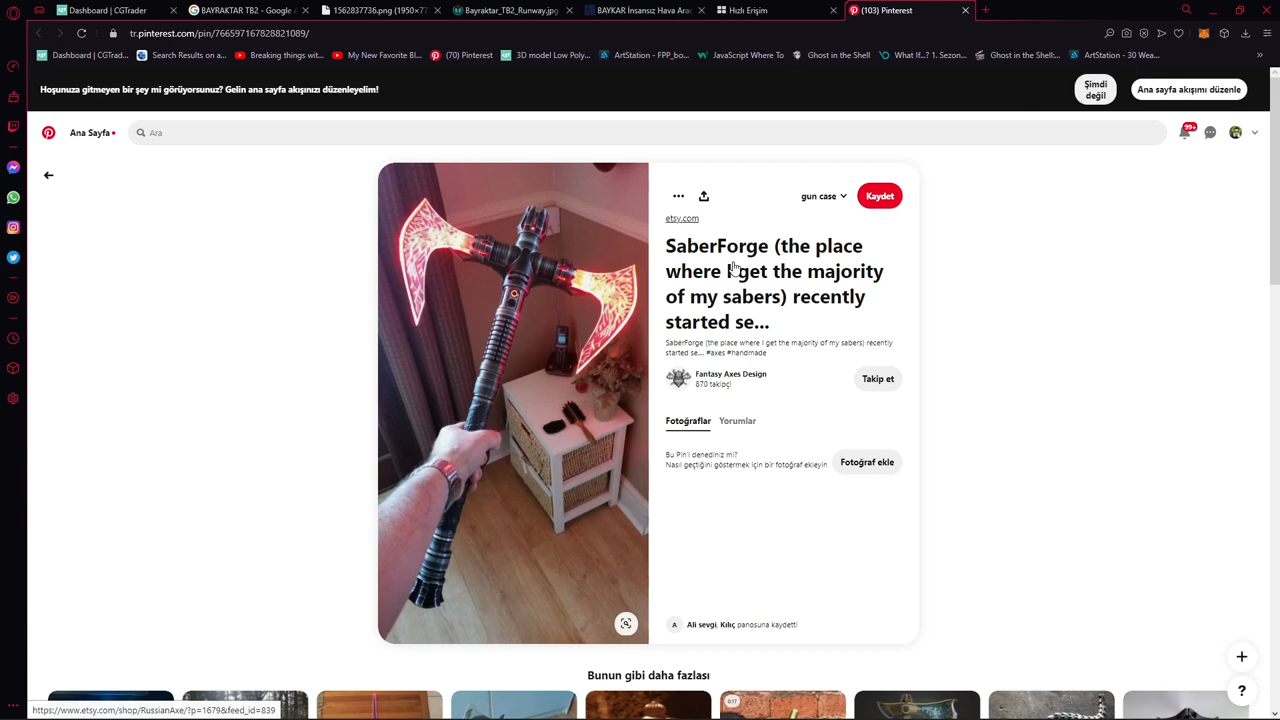 Dashboard | CGTrader
BAYRAKTAR TB2 - Google A
1562837736.png (1950×77
Bayraktar_TB2_Runway.jpg
BAYKAR İnsansız Hava Arac
Hızlı Erişim
(103) Pinterest
tr.pinterest.com/pin/766597167828821089/
Dashboard | CGTrad...
Search Results on a...
Breaking things wit...
My New Favorite Bl...
(70) Pinterest
3D model Low Poly...
ArtStation - FPP_bo...
JavaScript Where To
Ghost in the Shell
What If...? 1. Sezon...
Ghost in the Shell:...
ArtStation - 30 Wea...
Hoşunuza gitmeyen bir şey mi görüyorsunuz? Gelin ana sayfa akışınızı düzenleyelim!
Şimdi
değil
Ana sayfa akışımı düzenle
Ana Sayfa
Ara
99+
gun case
Kaydet
etsy.com
SaberForge (the place
where I get the majority
of my sabers) recently
started se...
SaberForge (the place where I get the majority of my sabers) recently
started se... #axes #handmade
Fantasy Axes Design
870 takipçi
Takip et
Fotoğraflar
Yorumlar
Bu Pin'i denediniz mi?
Nasıl geçtiğini göstermek için bir fotoğraf ekleyin
Fotoğraf ekle
A
Ali sevgi, Kılıç panosuna kaydetti
Bunun gibi daha fazlası
+
?
https://www.etsy.com/shop/RussianAxe/?p=1679&feed_id=839